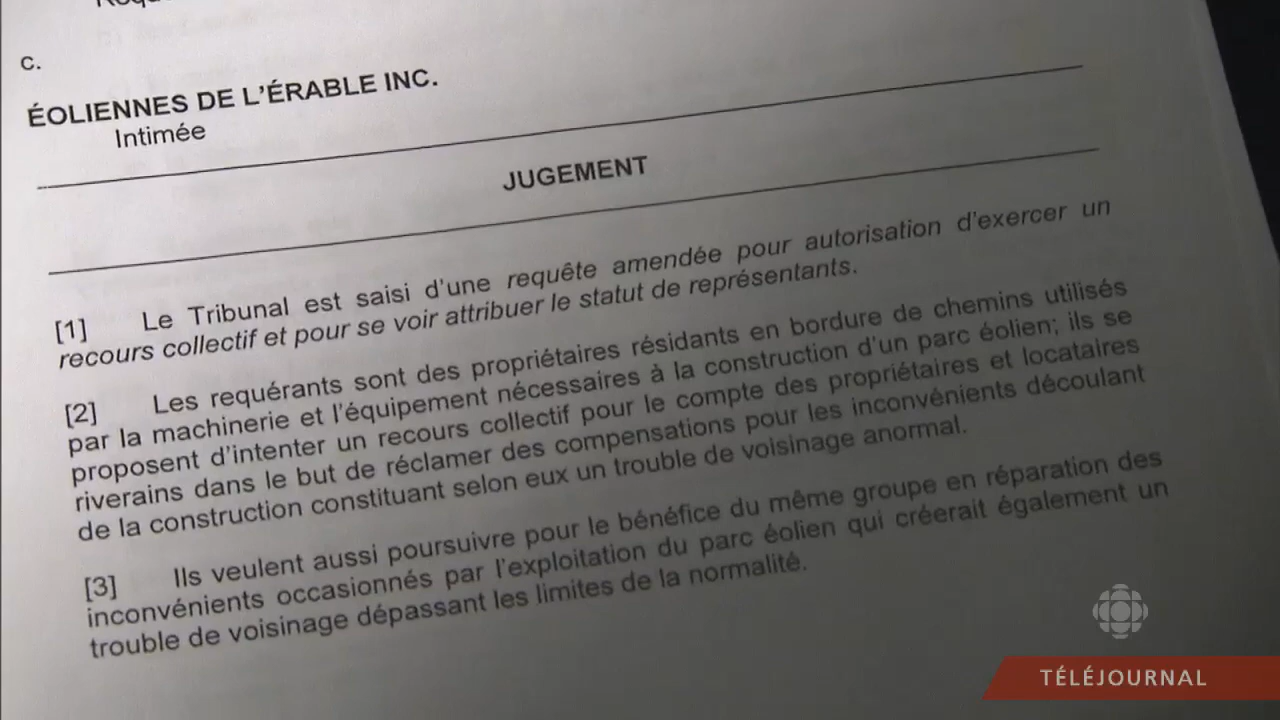 c.
ÉOLIENNES DE L'ÉRABLE INC.
Intimée
JUGEMENT
[1] Le Tribunal est saisi d'une requête amendée pour autorisation d'exercer un
recours collectif et pour se voir attribuer le statut de représentants.
[2] Les requérants sont des propriétaires résidants en bordure de chemins utilisés
par la machinerie et l'équipement nécessaires à la construction d'un parc éolien; ils se
proposent d'intenter un recours collectif pour le compte des propriétaires et locataires
riverains dans le but de réclamer des compensations pour les inconvénients découlant
de la construction constituant selon eux un trouble de voisinage anormal.
[3] Ils veulent aussi poursuivre pour le bénéfice du même groupe en réparation des
inconvénients occasionnés par l'exploitation du parc éolien qui créerait également un
trouble de voisinage dépassant les limites de la normalité.
TÉLÉJOURNAL